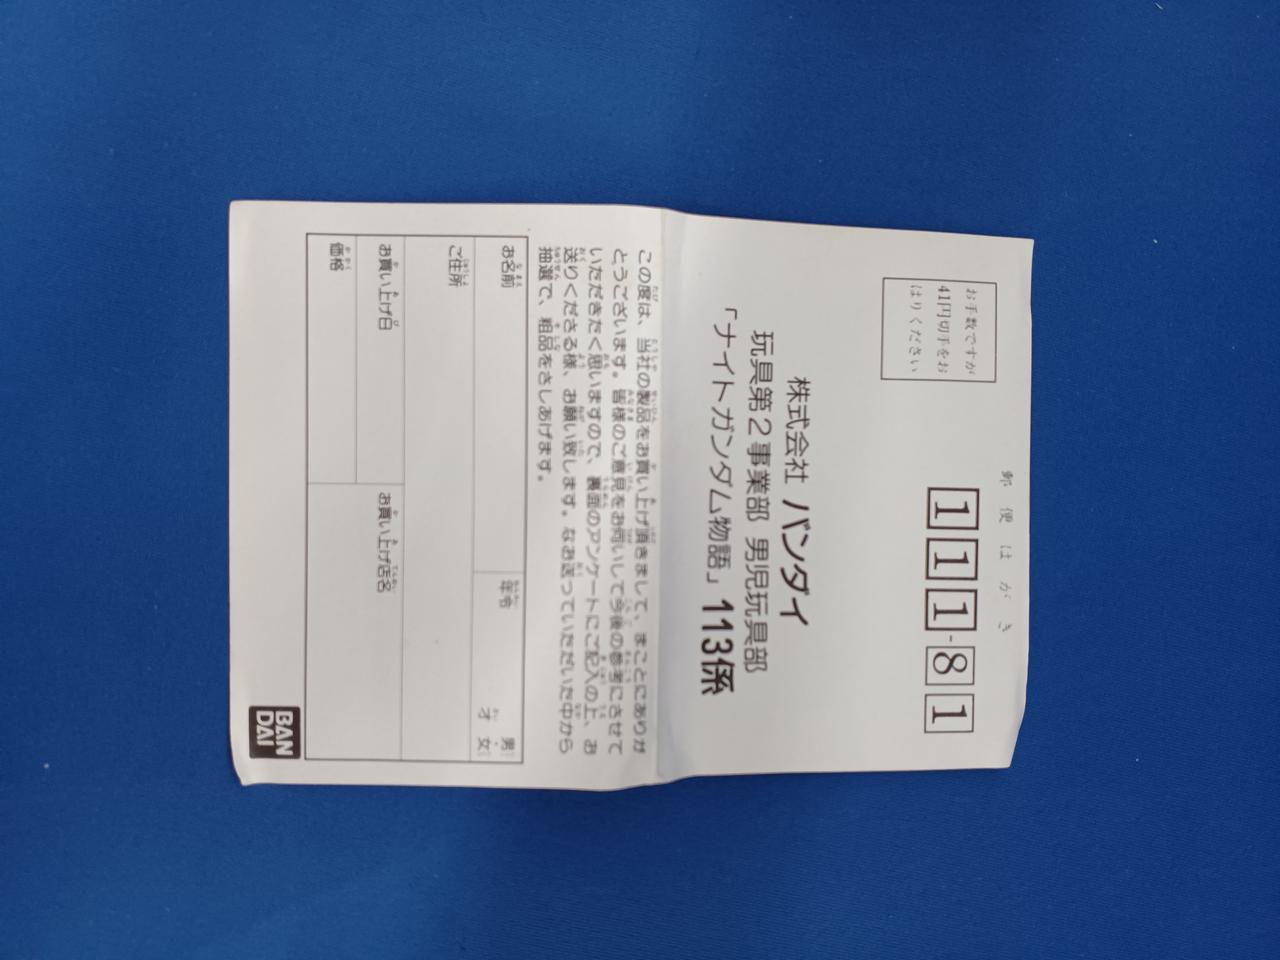 郵便はがき
お手数ですが
41円切手をお
はりください
111-81
株式会社 バンダイ
玩具第2事業部 男児玩具部
「ナイトガンダム物語」113係
この度は、当社の製品をお買い上げ頂きまして、まことにありが
とうございます。皆様のご意見をお伺いして今後の参考にさせて
いただきたく思いますので、裏面のアンケートにご記入の上、お
送りくださる様、お願い致します。なお送っていただいた中から
抽選で、粗品をさしあげます。
お名前
年令
才
男・女
ご住所
お買い上げ日
お買い上げ店名
価格
BAN
DAI